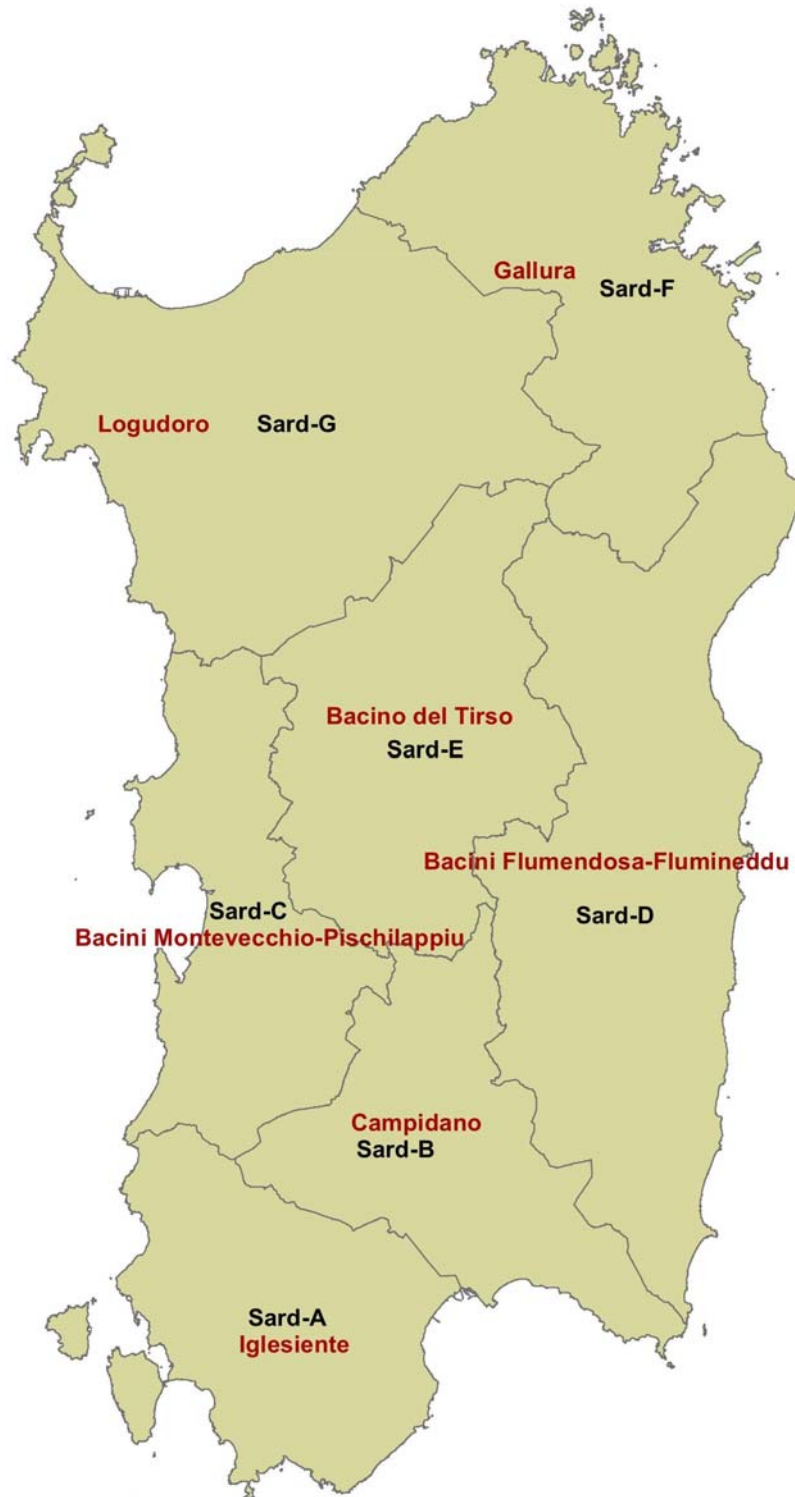 Gallura
Sard-F
Logudoro
Sard-G
Bacino del Tirso
Sard-E
Bacini Flumendosa-Flumineddu
Sard-D
Sard-C
Bacini Montevecchio-Pischilappiu
Campidano
Sard-B
Sard-A
Iglesiente